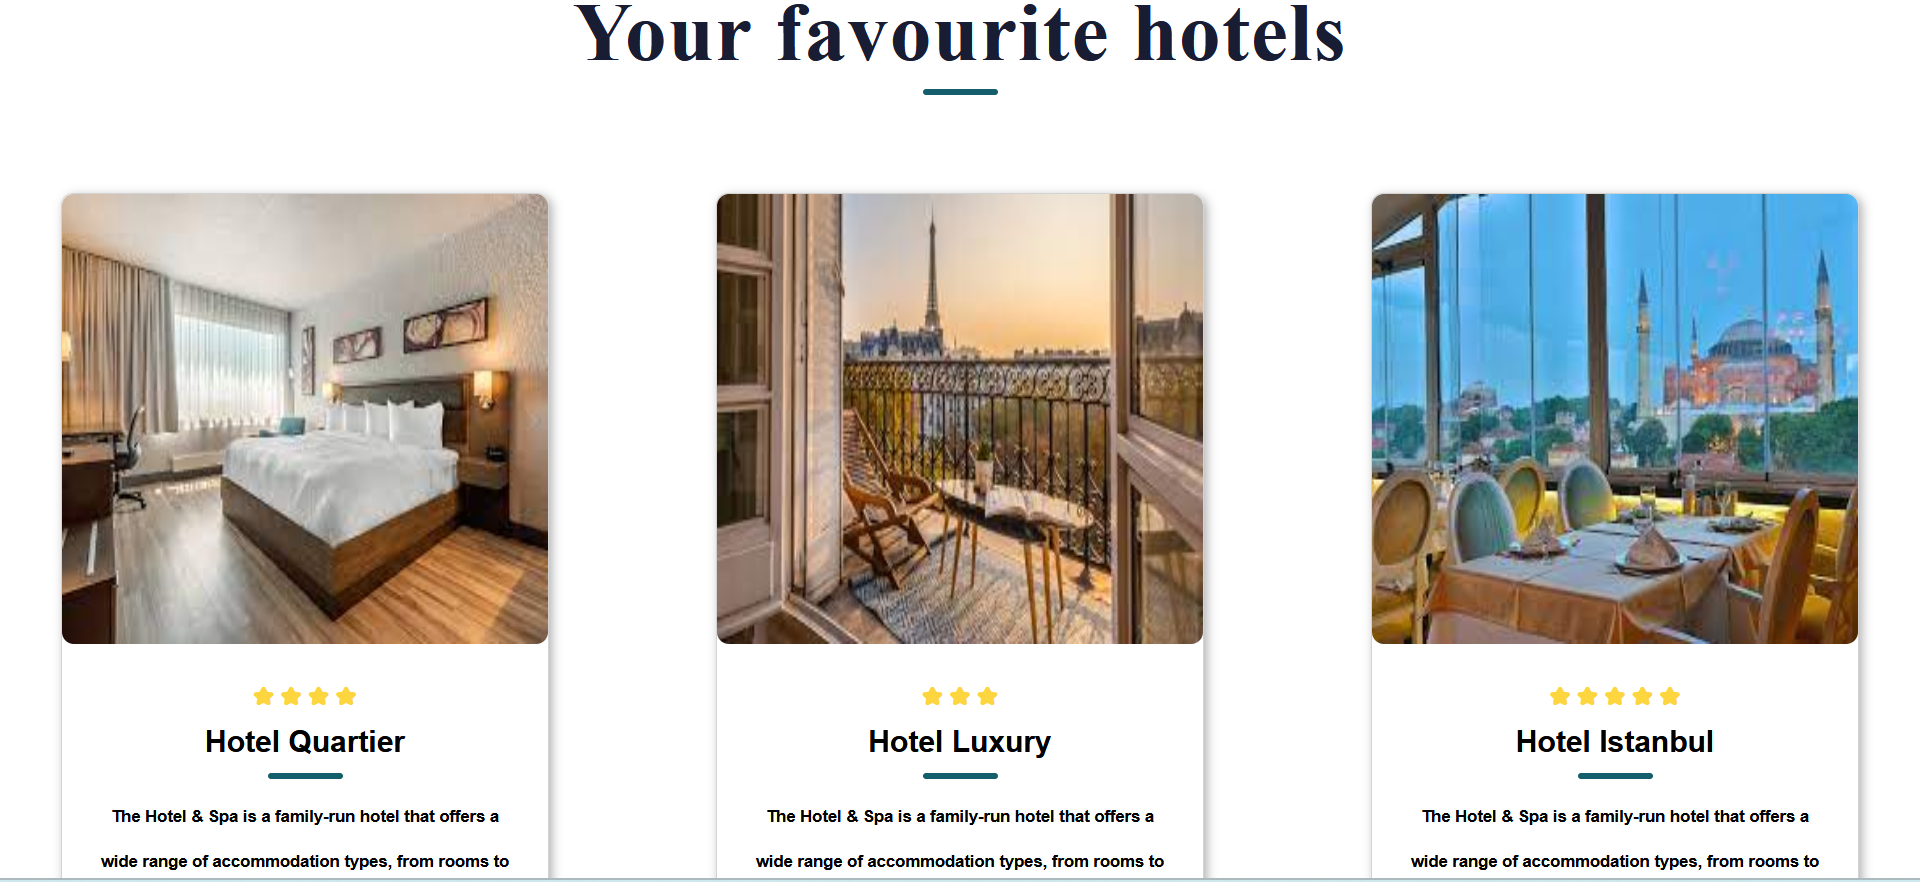 Your favourite hotels
Hotel Quartier
The Hotel & Spa is a family-run hotel that offers a
wide range of accommodation types, from rooms to
Hotel Luxury
The Hotel & Spa is a family-run hotel that offers a
wide range of accommodation types, from rooms to
Hotel Istanbul
The Hotel & Spa is a family-run hotel that offers a
wide range of accommodation types, from rooms to